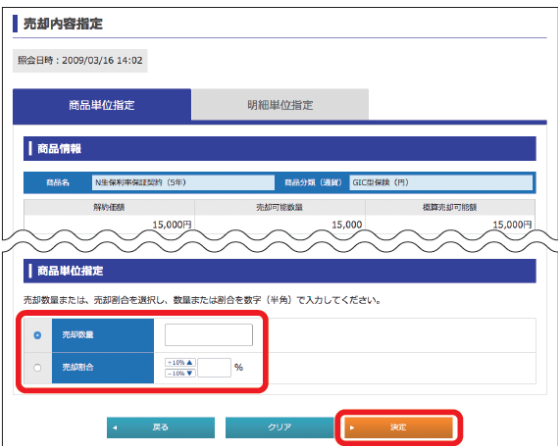 売却内容指定
照会日時：2009/03/16 14:02
商品単位指定 明細単位指定
商品情報
商品名 N生保利率保証契約（5年） 商品分類（通貨） GIC型保険（円）
解約価額 売却可能数量 概算売却可能額
15,000円 15,000 15,000円
商品単位指定
売却数量または、売却割合を選択し、数量または割合を数字（半角）で入力してください。
売却数量
売却割合 +10% ▲ %
-10% ▼
戻る クリア 決定